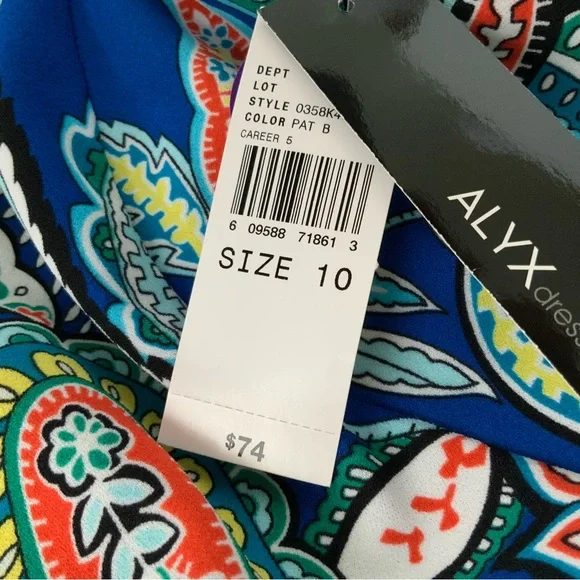 DEPT
LOT
STYLE 0358K4
COLOR PAT B
CAREER 5
6 09588 71861 3
SIZE 10
$74
ALYX
dress